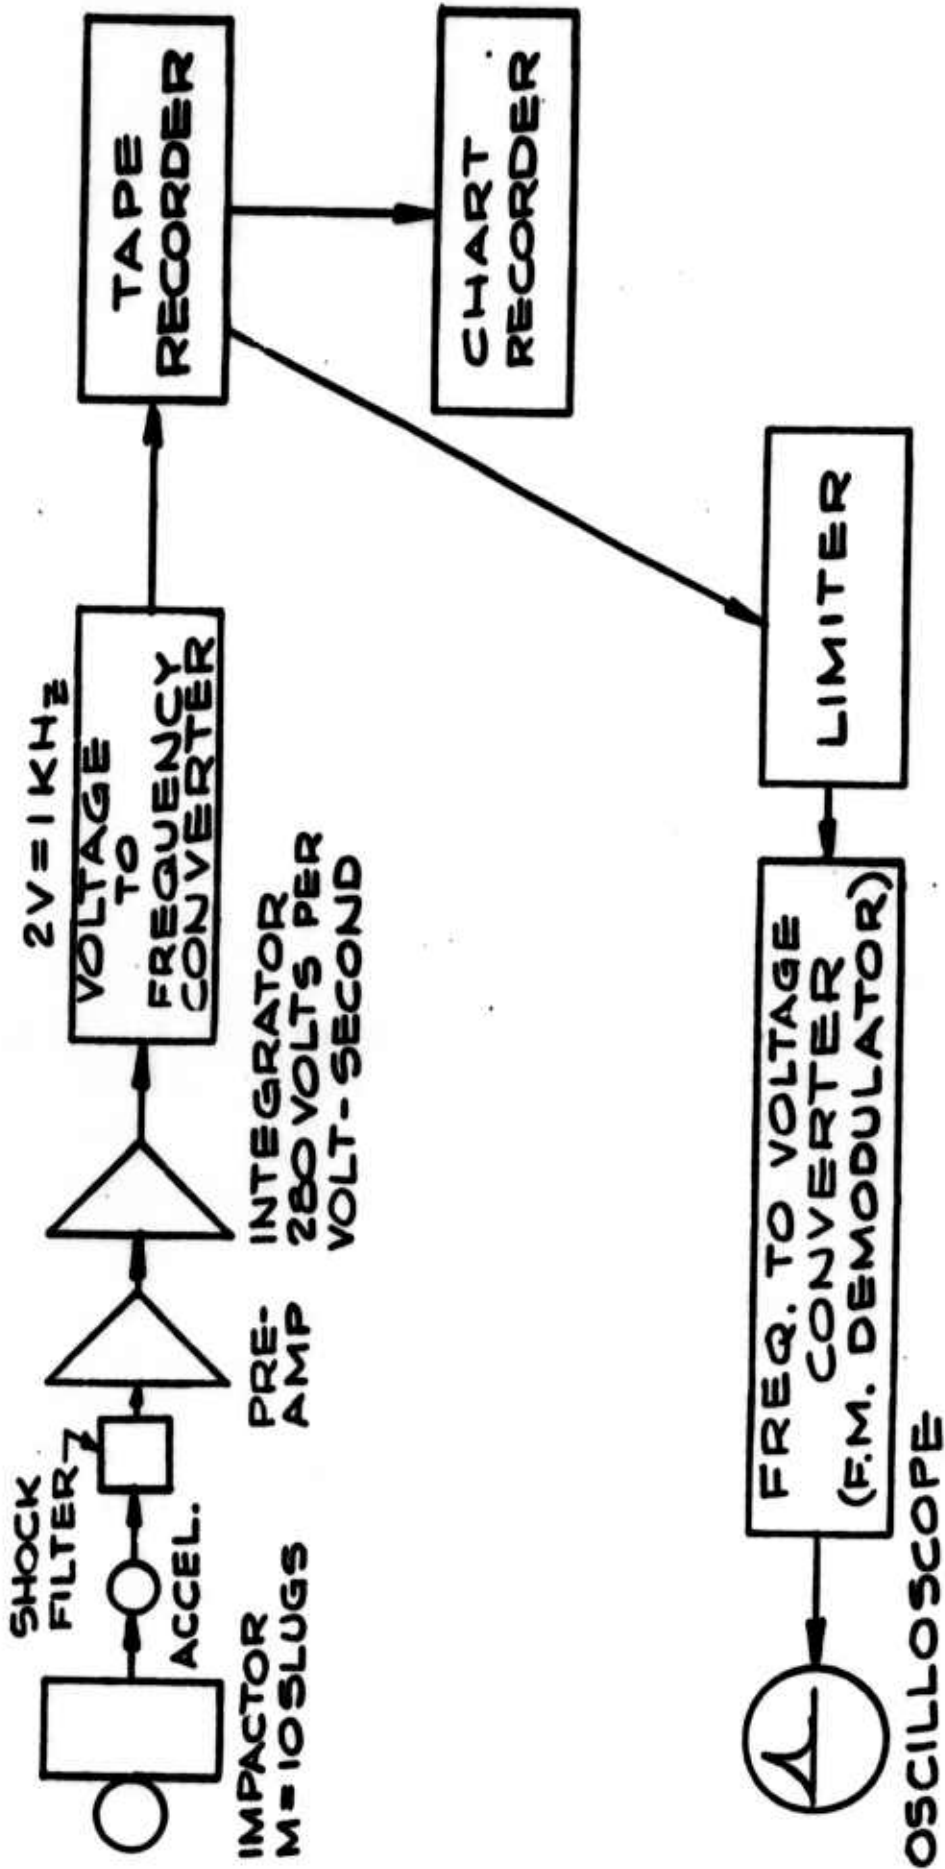 IMPACTOR
M=10SLUGS
ACCEL.
SHOCK
FILTER
PRE-
AMP
INTEGRATOR
280 VOLTS PER
VOLT-SECOND
2V=1KHZ
VOLTAGE
TO
FREQUENCY
CONVERTER
TAPE
RECORDER
CHART
RECORDER
LIMITER
FREQ. TO VOLTAGE
CONVERTER
(F.M. DEMODULATOR)
OSCILLOSCOPE